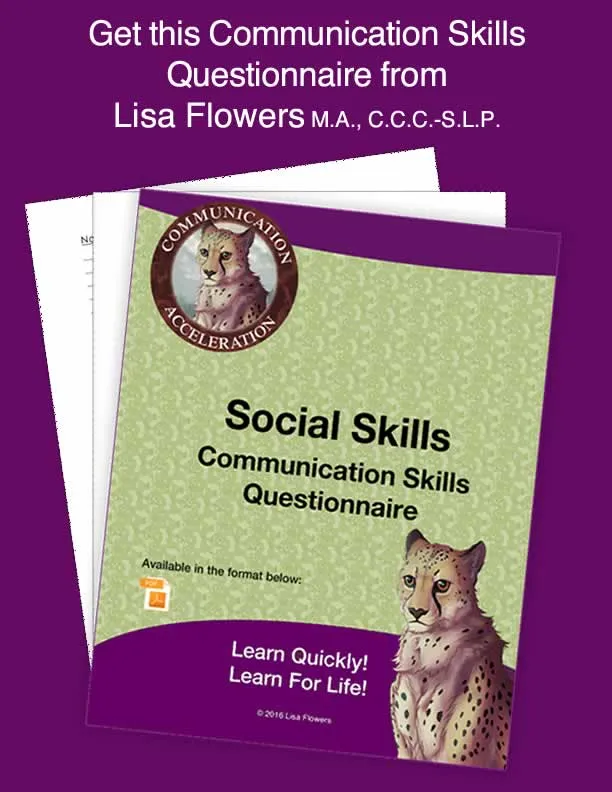 Get this Communication Skills
Questionnaire from
Lisa Flowers M.A., C.C.C.-S.L.P.
COMMUNICATION
ACCELERATION
Social Skills
Communication Skills
Questionnaire
Available in the format below:
PDF
Learn Quickly!
Learn For Life!
© 2016 Lisa Flowers